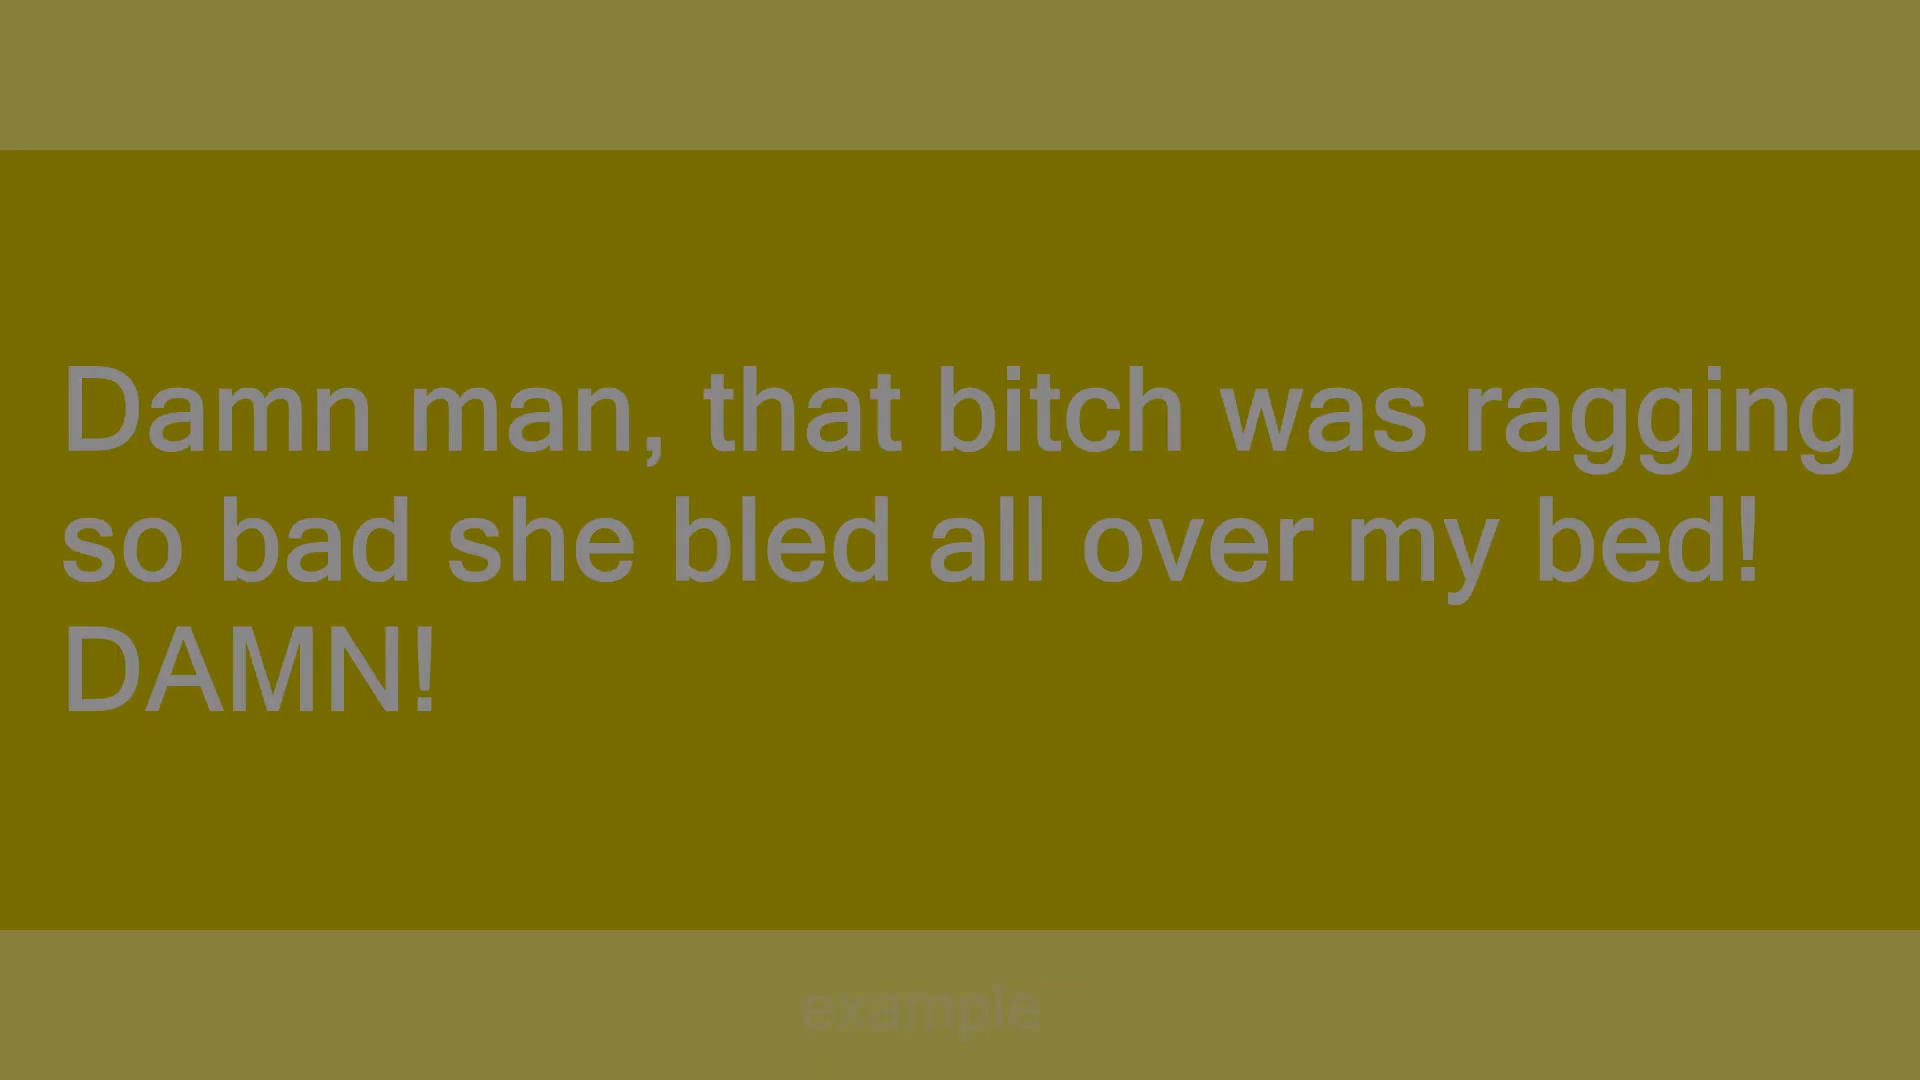 Damn man, that bitch was ragging
so bad she bled all over my bed!
DAMN!
example